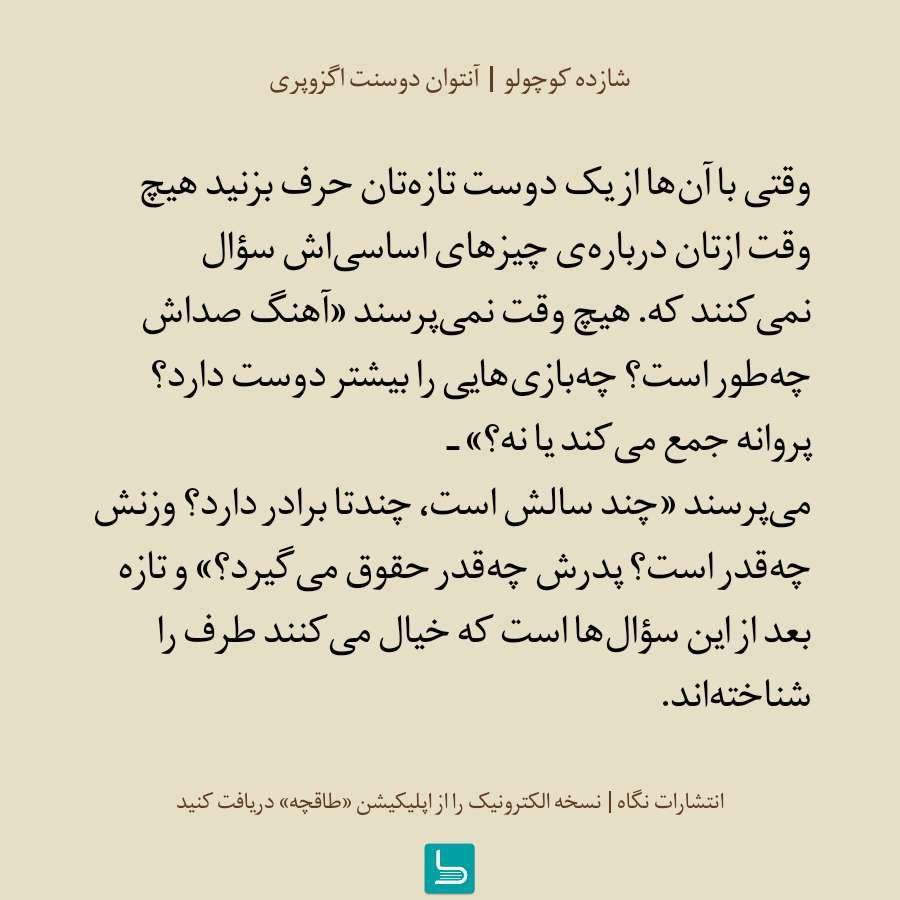 شازده کوچولو | آنتوان دوسنت اگزوپری
وقتی با آن‌ها از یک دوست تازه‌تان حرف بزنید هیچ
وقت ازتان درباره‌ی چیزهای اساسی‌اش سؤال
نمی‌کنند که. هیچ وقت نمی‌پرسند «آهنگ صداش
چه‌طور است؟ چه‌بازی‌هایی را بیشتر دوست دارد؟
پروانه جمع می‌کند یا نه؟» ـ
می‌پرسند «چند سالش است، چندتا برادر دارد؟ وزنش
چه‌قدر است؟ پدرش چه‌قدر حقوق می‌گیرد؟» و تازه
بعد از این سؤال‌ها است که خیال می‌کنند طرف را
شناخته‌اند.
انتشارات نگاه | نسخه الکترونیک را از اپلیکیشن «طاقچه» دریافت کنید